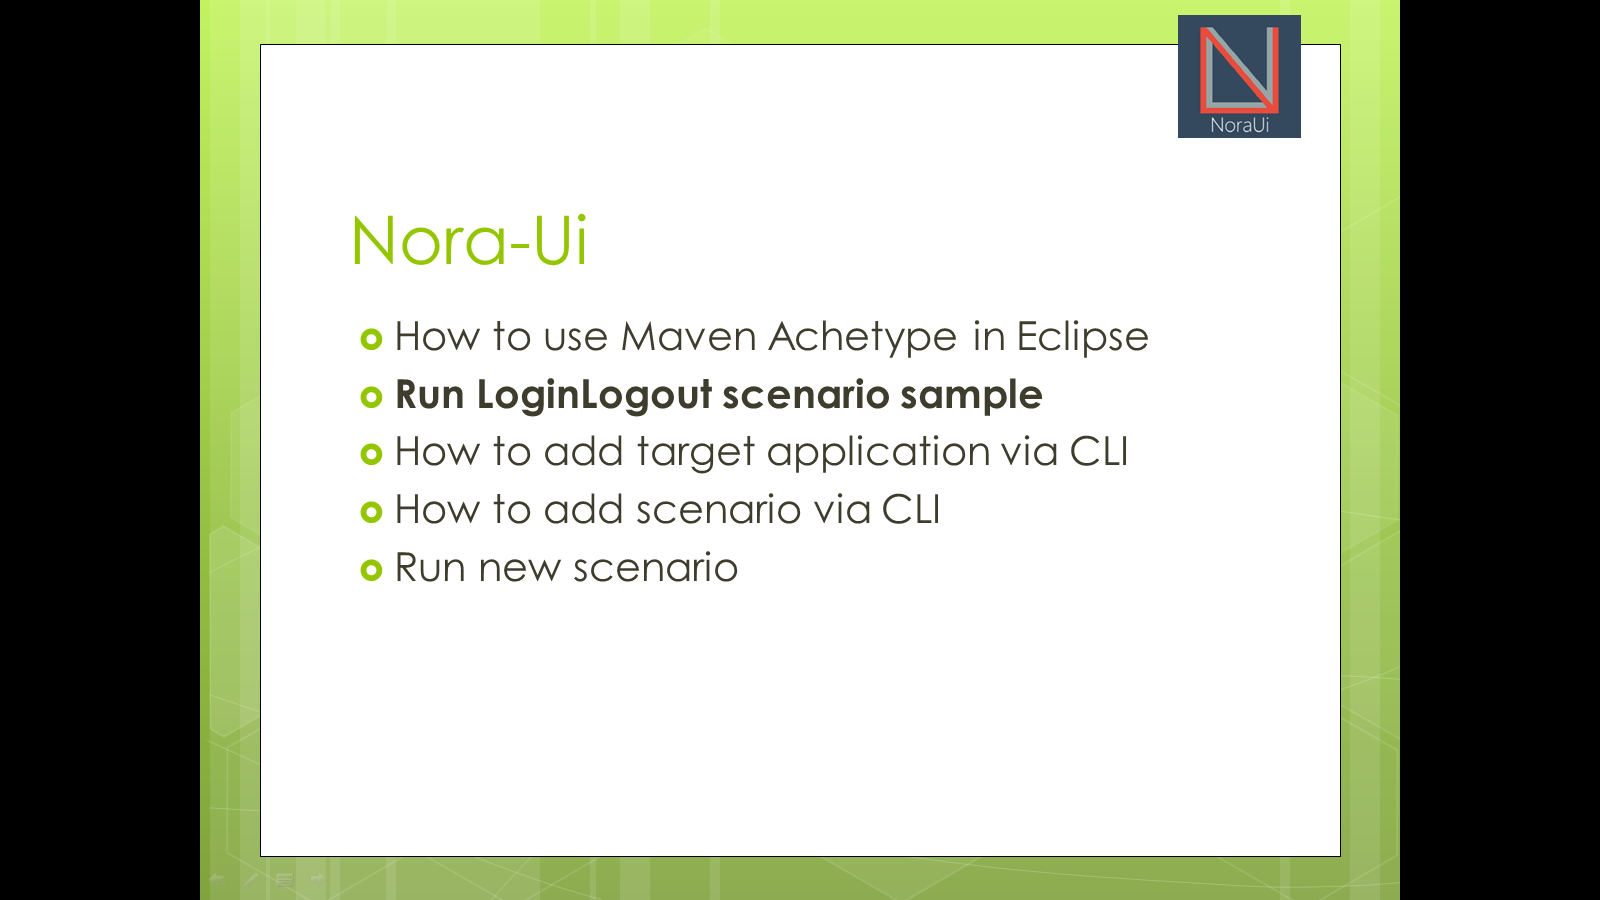 NoraUi
Nora-Ui
How to use Maven Achetype in Eclipse
Run LoginLogout scenario sample
How to add target application via CLI
How to add scenario via CLI
Run new scenario